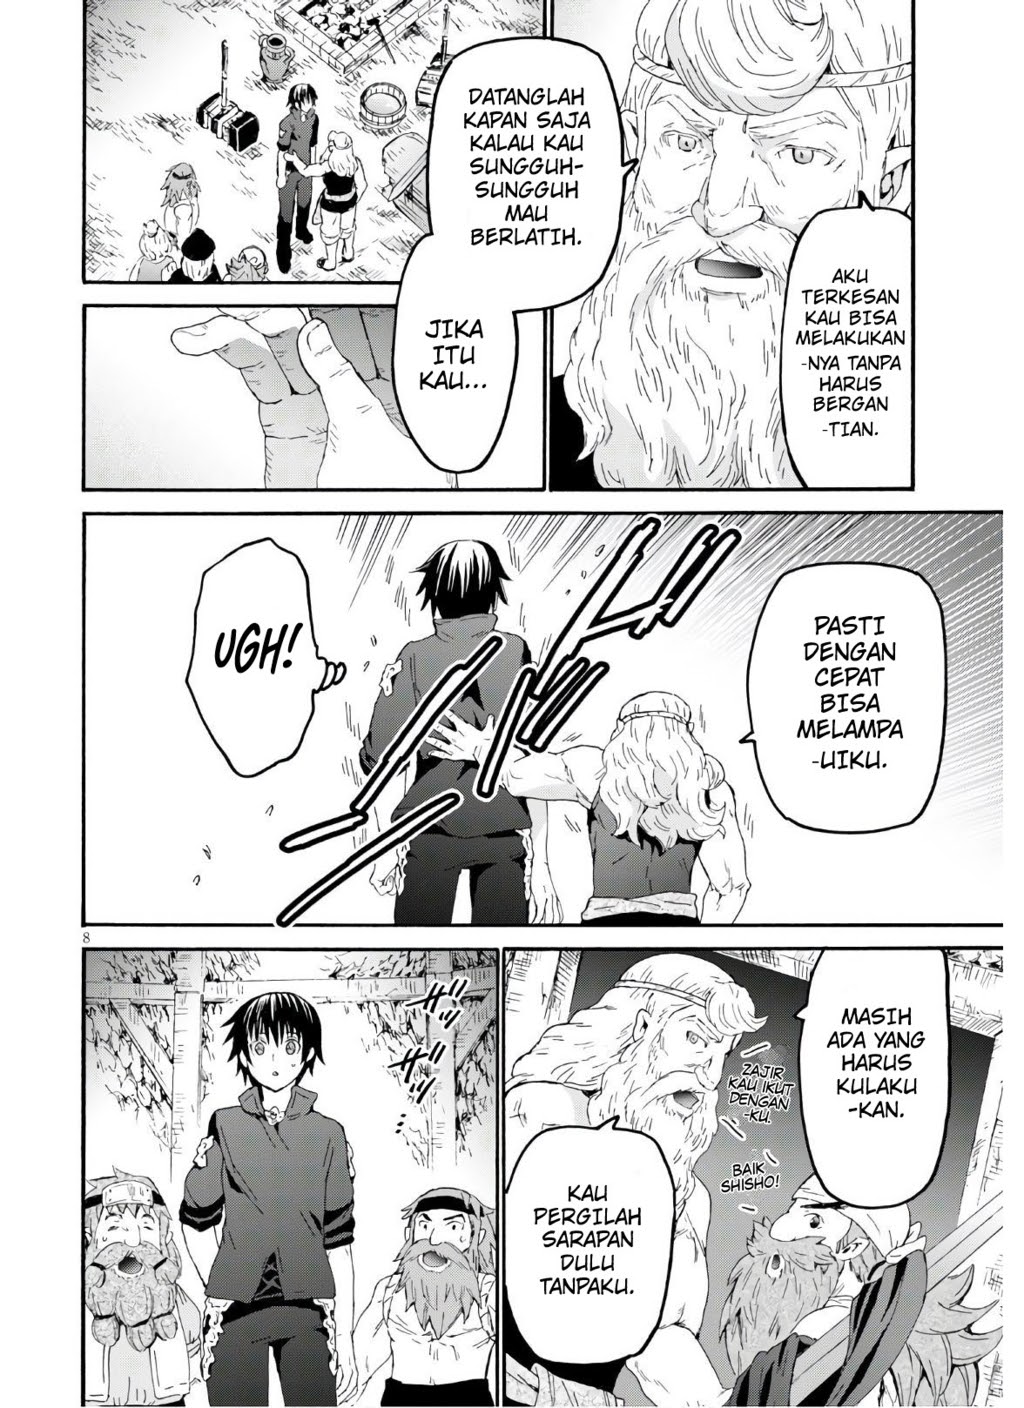 AKU
TERKESAN
KAU BISA
MELAKUKAN
-NYA TANPA
HARUS
BERGAN
-TIAN.
DATANGLAH
KAPAN SAJA
KALAU KAU
SUNGGUH-
SUNGGUH
MAU
BERLATIH.
JIKA
ITU
KAU...
PASTI
DENGAN
CEPAT
BISA
MELAMPA
-UIKU.
UGH!
8
MASIH
ADA YANG
HARUS
KULAKU
-KAN.
ZAJIR
KAU IKUT
DENGAN
-KU.
BAIK
SHISHO!
KAU
PERGILAH
SARAPAN
DULU
TANPAKU.